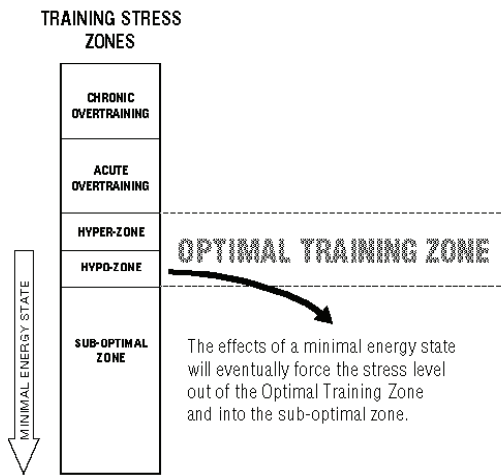 TRAINING STRESS
ZONES
CHRONIC
OVERTRAINING
ACUTE
OVERTRAINING
HYPER-ZONE
OPTIMAL TRAINING ZONE
HYPO-ZONE
MINIMAL ENERGY STATE
SUB-OPTIMAL
ZONE
The effects of a minimal energy state
will eventually force the stress level
out of the Optimal Training Zone
and into the sub-optimal zone.